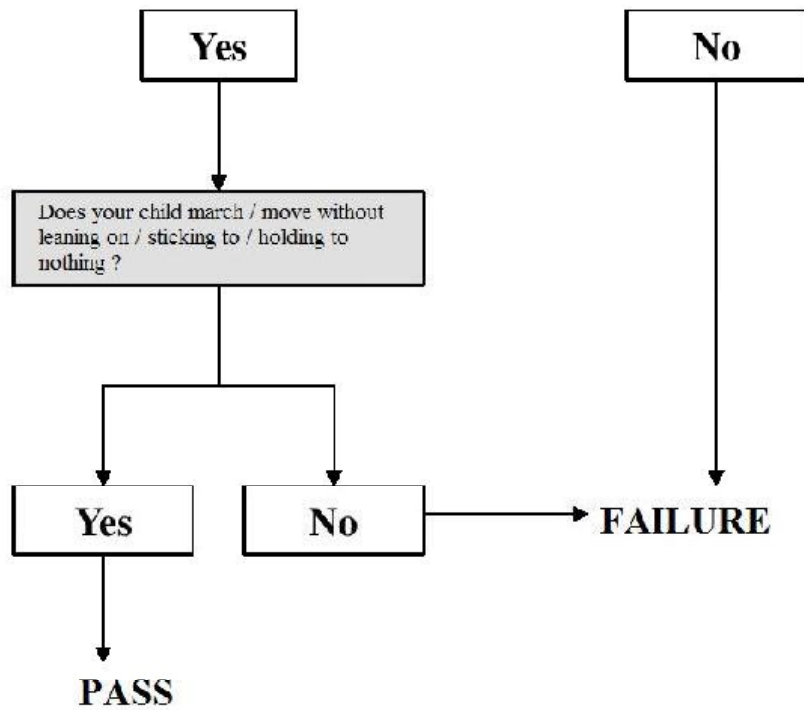 Yes
No
Does your child march / move without
leaning on / sticking to / holding to
nothing ?
Yes
No
FAILURE
PASS